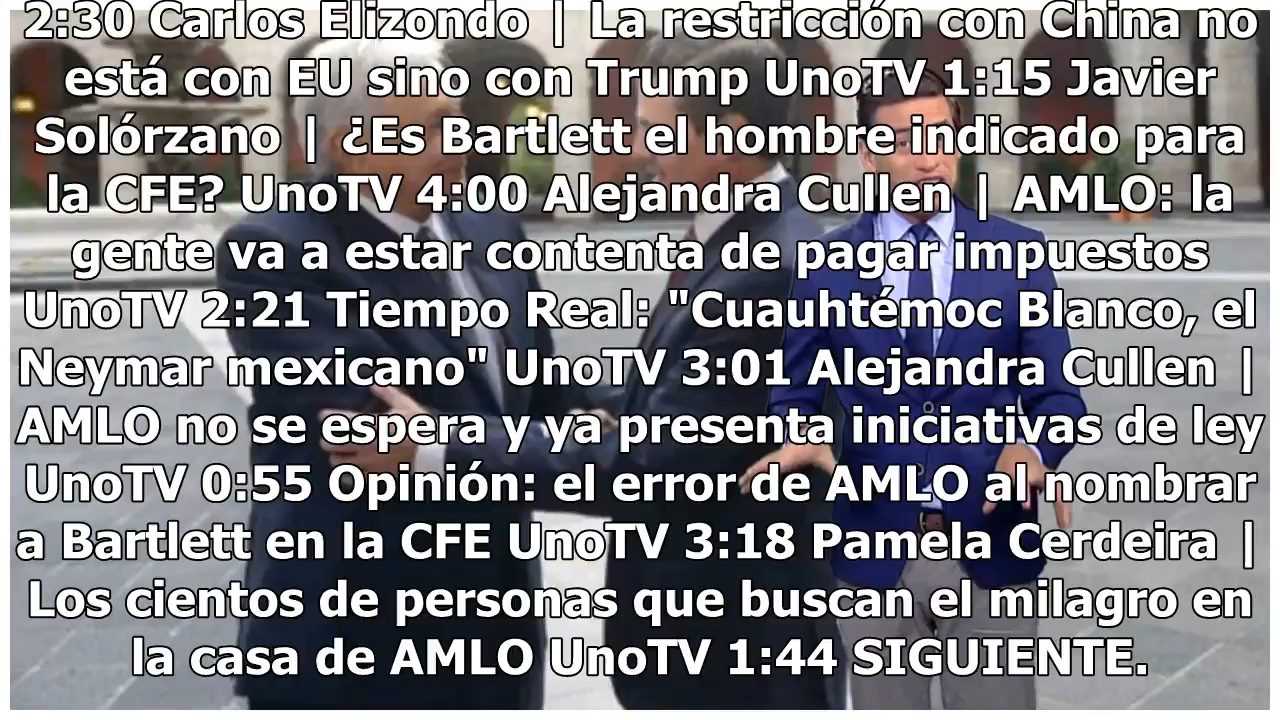 2:30 Carlos Elizondo | La restricción con China no
está con EU sino con Trump UnoTV 1:15 Javier
Solórzano | ¿Es Bartlett el hombre indicado para
la CFE? UnoTV 4:00 Alejandra Cullen | AMLO: la
gente va a estar contenta de pagar impuestos
UnoTV 2:21 Tiempo Real: "Cuauhtémoc Blanco, el
Neymar mexicano" UnoTV 3:01 Alejandra Cullen |
AMLO no se espera y ya presenta iniciativas de ley
UnoTV 0:55 Opinión: el error de AMLO al nombrar
a Bartlett en la CFE UnoTV 3:18 Pamela Cerdeira |
Los cientos de personas que buscan el milagro en
la casa de AMLO UnoTV 1:44 SIGUIENTE.